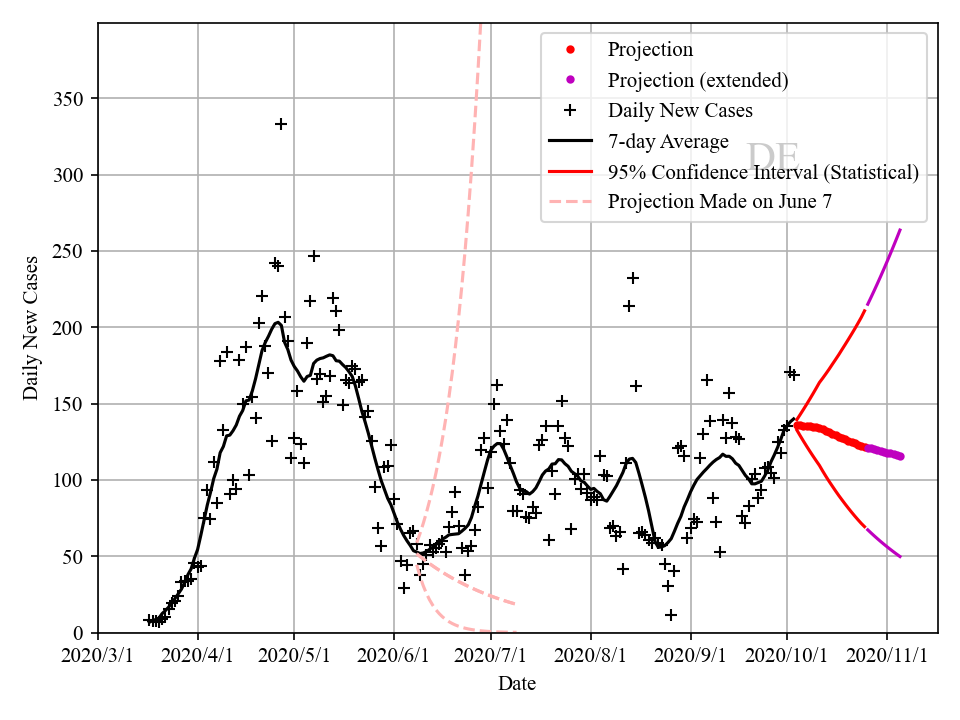 350
300
250
200
150
100
50
0
Daily New Cases
Projection
Projection (extended)
Daily New Cases
7-day Average
DE
95% Confidence Interval (Statistical)
Projection Made on June 7
2020/3/1 2020/4/1 2020/5/1 2020/6/1 2020/7/1 2020/8/1 2020/9/1 2020/10/1 2020/11/1
Date